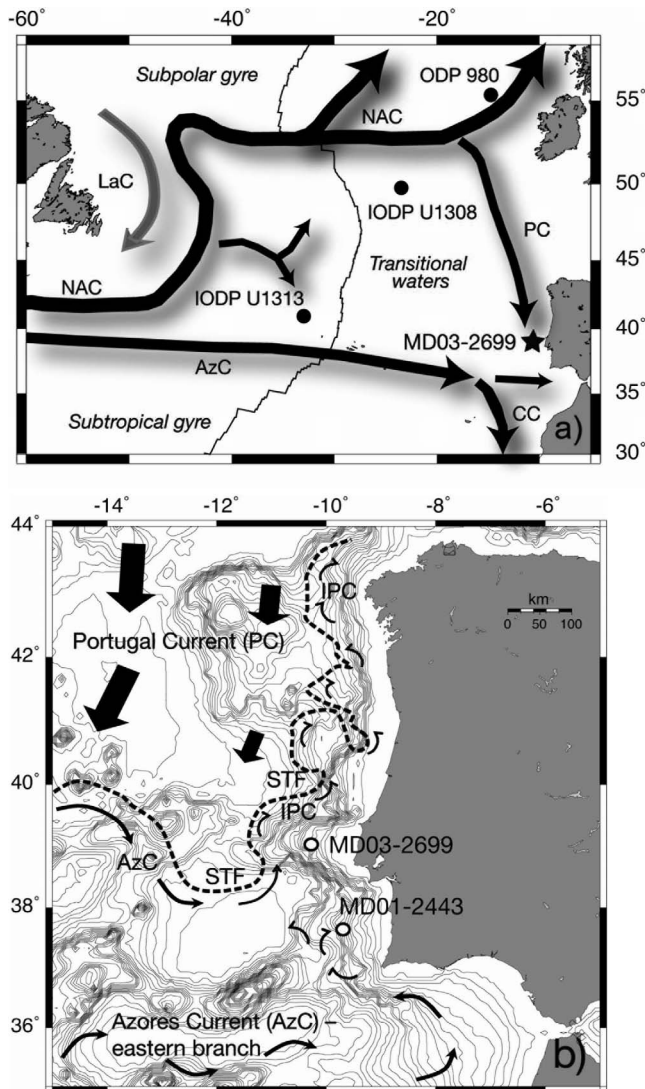 -60° -40° -20°
Subpolar gyre
ODP 980
55°
NAC
LaC
50°
IODP U1308
PC
Transitional
waters
45°
NAC
IODP U1313
40°
MD03-2699
AzC
35°
CC
Subtropical gyre
a)
30°
-14° -12° -10° -8° -6°
44°
IPC
km
0 50 100
Portugal Current (PC)
42°
40°
STF
IPC
MD03-2699
AzC
STF
38°
MD01-2443
36°
Azores Current (AzC) –
eastern branch
b)